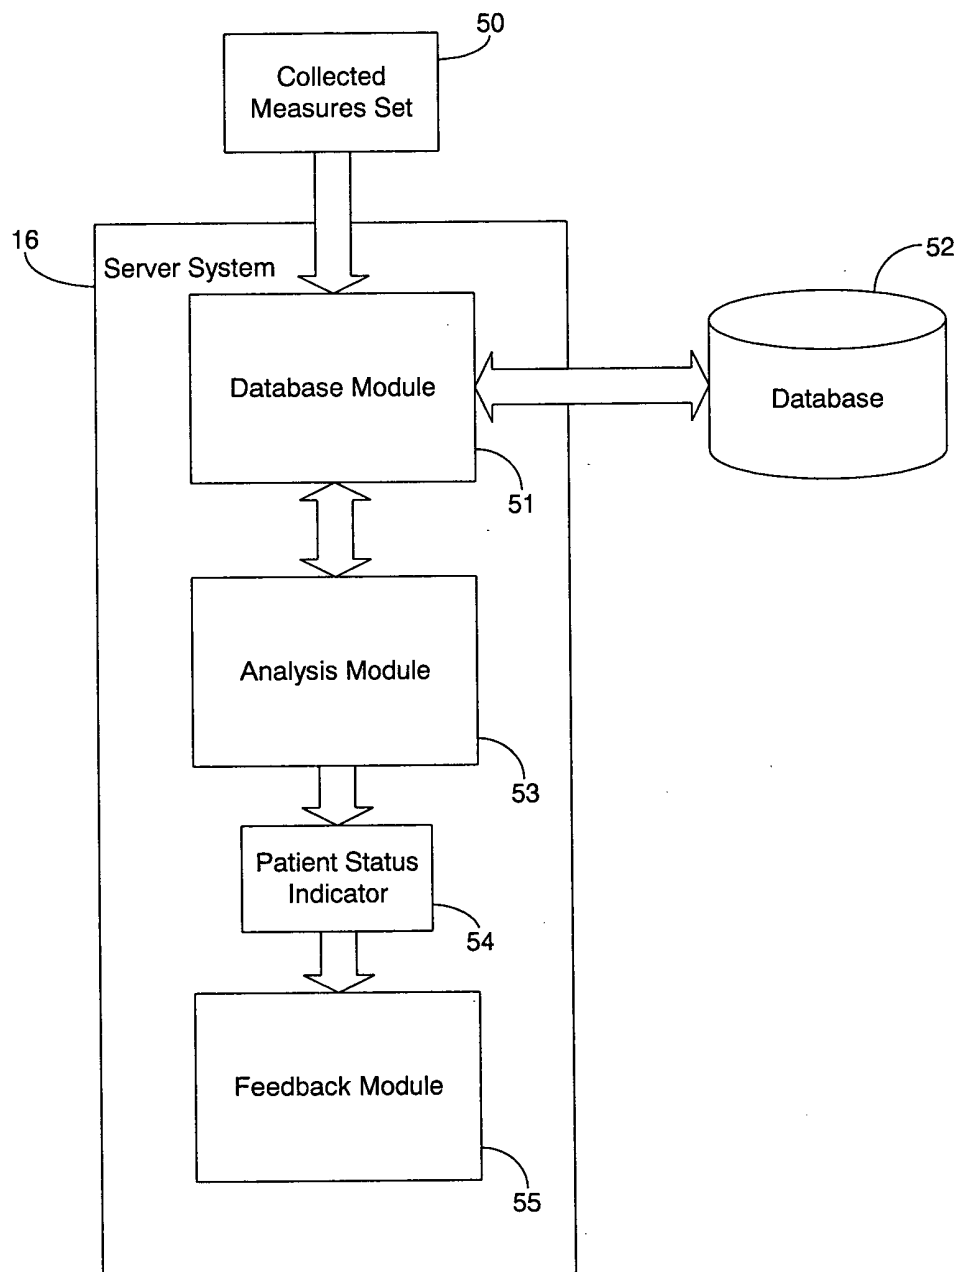 50
Collected
Measures Set
16
Server System
52
Database Module
Database
51
Analysis Module
53
Patient Status
Indicator
54
Feedback Module
55